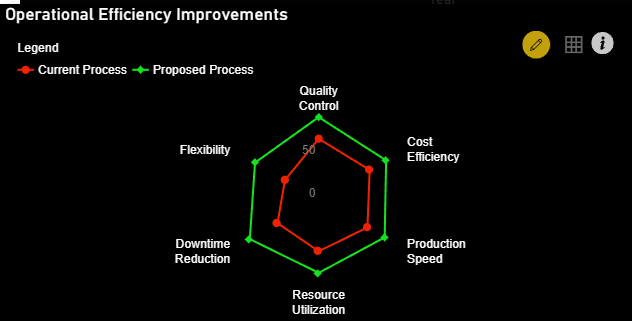 Year
Operational Efficiency Improvements
Legend
Current Process
Proposed Process
Quality
Control
Flexibility
50
Cost
Efficiency
0
Downtime
Reduction
Production
Speed
Resource
Utilization
i